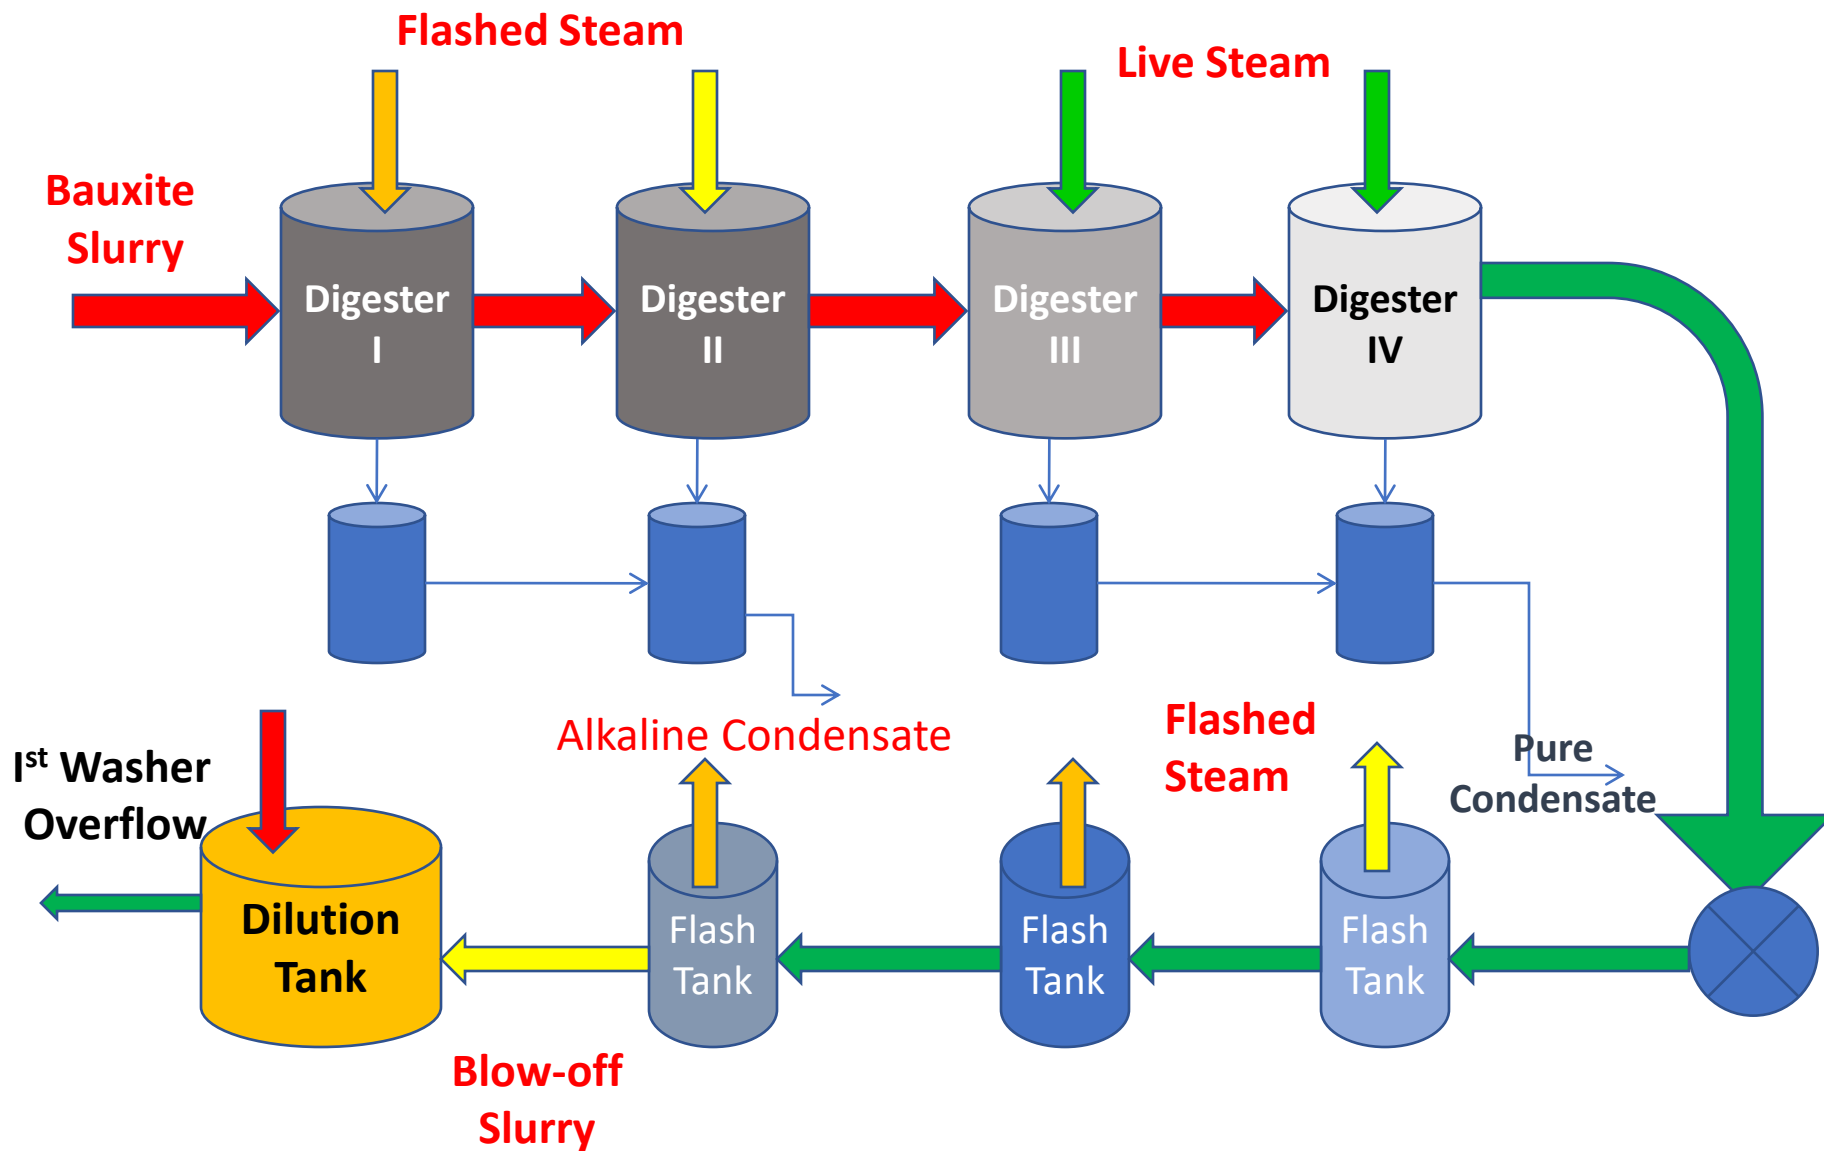 Flashed Steam
Live Steam
Bauxite
Slurry
Digester
I
Digester
II
Digester
III
Digester
IV
Alkaline Condensate
Flashed
Steam
Pure
Condensate
Ist Washer
Overflow
Dilution
Tank
Flash
Tank
Flash
Tank
Flash
Tank
Blow-off
Slurry